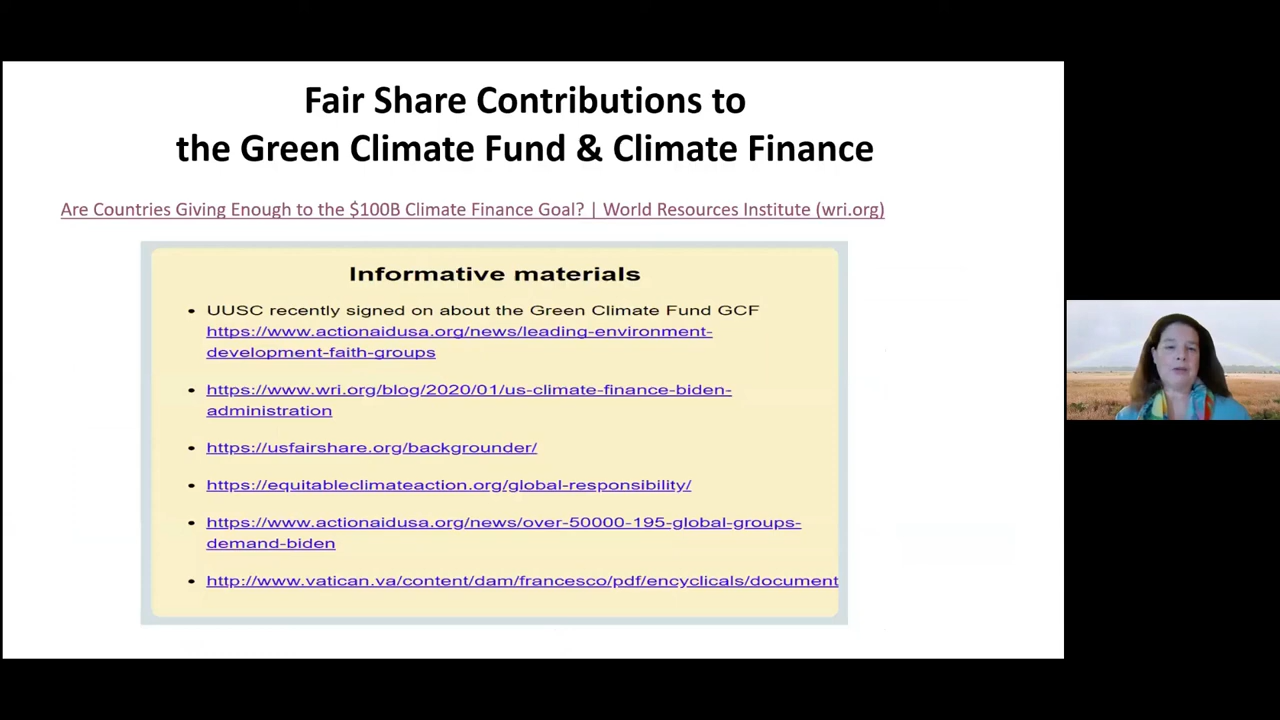 Fair Share Contributions to
the Green Climate Fund & Climate Finance
Are Countries Giving Enough to the $100B Climate Finance Goal? | World Resources Institute (wri.org)
Informative materials
• UUSC recently signed on about the Green Climate Fund GCF
https://www.actionaidusa.org/news/leading-environment-
development-faith-groups
• https://www.wri.org/blog/2020/01/us-climate-finance-biden-
administration
• https://usfairshare.org/backgrounder/
• https://equitableclimateaction.org/global-responsibility/
• https://www.actionaidusa.org/news/over-50000-195-global-groups-
demand-biden
• http://www.vatican.va/content/dam/francesco/pdf/encyclicals/document